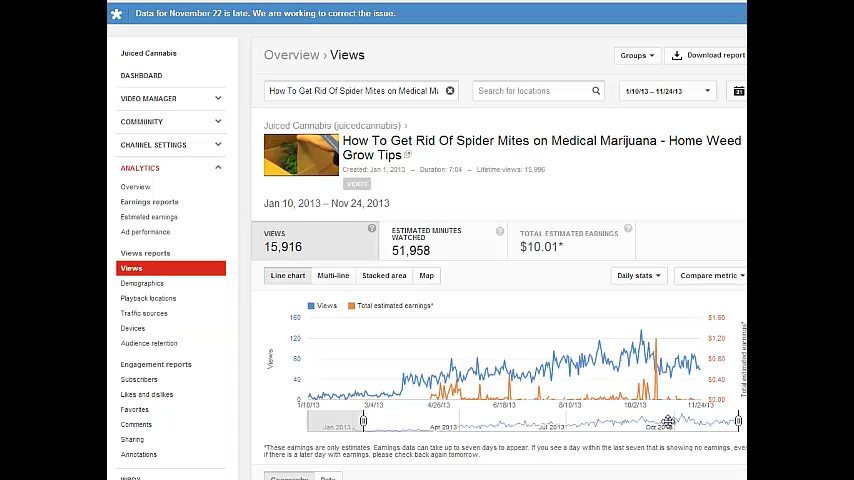 Data for November 22 is late. We are working to correct the issue.
Juiced Cannabis
DASHBOARD
VIDEO MANAGER
COMMUNITY
CHANNEL SETTINGS
ANALYTICS
Overview
Earnings reports
Estimated earnings
Ad performance
Views reports
Views
Demographics
Playback locations
Traffic sources
Devices
Audience retention
Engagement reports
Subscribers
Likes and dislikes
Favorites
Comments
Sharing
Annotations
Overview › Views
Groups
Download report
How To Get Rid Of Spider Mites on Medical Ma
Search for locations
1/10/13 – 11/24/13
31
Juiced Cannabis (juicedcannabis) ›
How To Get Rid Of Spider Mites on Medical Marijuana - Home Weed
Grow Tips
Created: Jan 1, 2013 – Duration: 7:04 – Lifetime views: 15,996
VIDEO
Jan 10, 2013 – Nov 24, 2013
VIEWS
15,916
ESTIMATED MINUTES
WATCHED
51,958
TOTAL ESTIMATED EARNINGS
$10.01*
Line chart
Multi-line
Stacked area
Map
Daily stats
Compare metric
Views
Total estimated earnings*
160
120
80
40
0
Views
$1.60
$1.20
$0.80
$0.40
$0.00
Total estimated earnings*
1/10/13
3/4/13
4/26/13
6/18/13
8/10/13
10/2/13
11/24/13
Jan 2013
Apr 2013
Jul 2013
*These earnings are only estimates. Earnings data can take up to seven days to appear. If you see a day within the last seven that is showing no earnings, eve
if there is a later day with earnings, please check back again tomorrow.